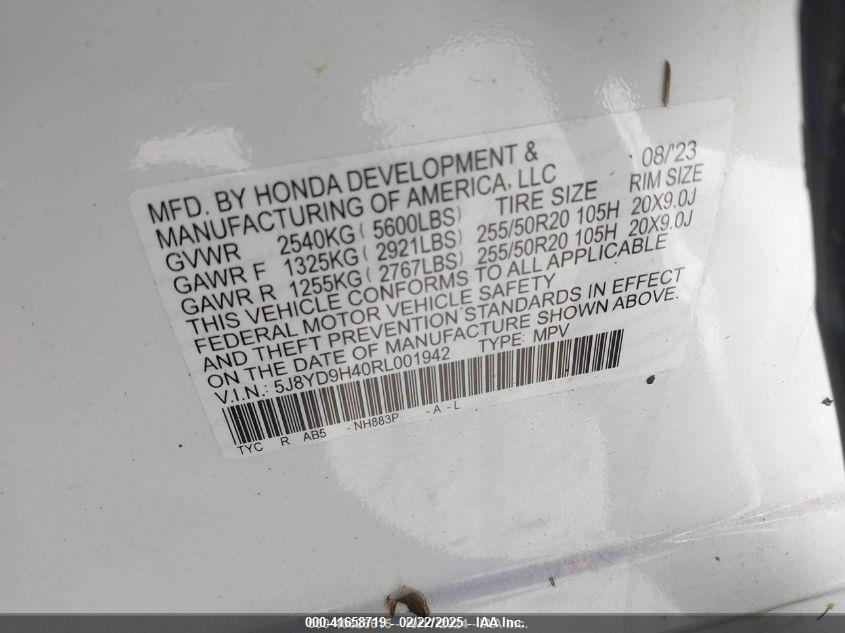 MFD. BY HONDA DEVELOPMENT & 08/'23
MANUFACTURING OF AMERICA, LLC
GVWR 2540KG ( 5600LBS) TIRE SIZE RIM SIZE
GAWR F 1325KG ( 2921LBS) 255/50R20 105H 20X9.0J
GAWR R 1255KG ( 2767LBS) 255/50R20 105H 20X9.0J
THIS VEHICLE CONFORMS TO ALL APPLICABLE
FEDERAL MOTOR VEHICLE SAFETY
AND THEFT PREVENTION STANDARDS IN EFFECT
ON THE DATE OF MANUFACTURE SHOWN ABOVE.
V.I.N.: 5J8YD9H40RL001942 TYPE: MPV
TYC R AB5 - NH883P - A - L
000-41658719 - 02/22/2025 - IAA Inc.